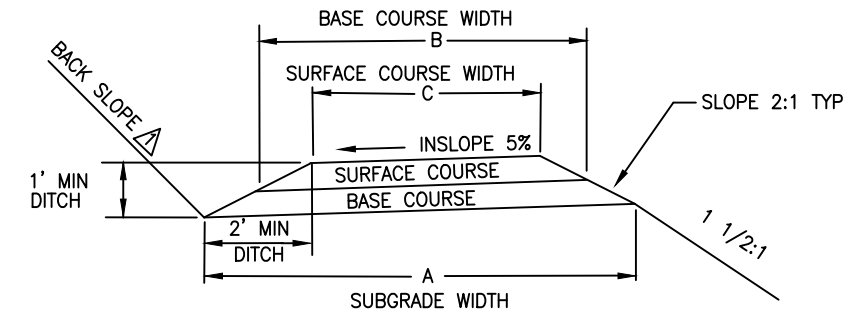 BASE COURSE WIDTH
B
BACK SLOPE 1
SURFACE COURSE WIDTH
C
SLOPE 2:1 TYP
INSLOPE 5%
SURFACE COURSE
1' MIN
DITCH
BASE COURSE
2' MIN
DITCH
1 1/2:1
A
SUBGRADE WIDTH